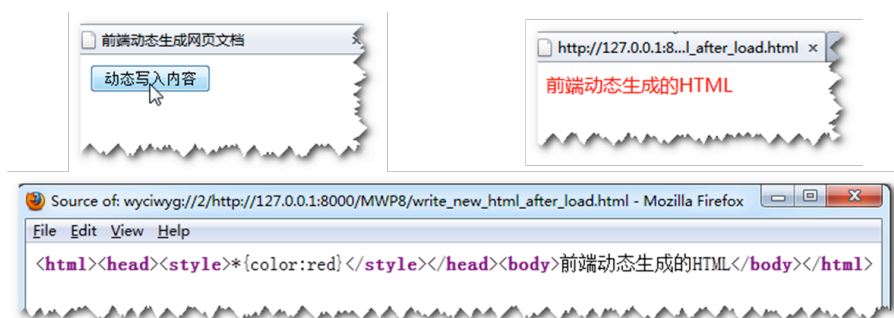 前端动态生成网页文档
动态写入内容
http://127.0.0.1:8...l_after_load.html
前端动态生成的HTML
Source of: wyciwyg://2/http://127.0.0.1:8000/MWP8/write_new_html_after_load.html - Mozilla Firefox
File Edit View Help
<html><head><style>*{color:red}</style></head><body>前端动态生成的HTML</body></html>